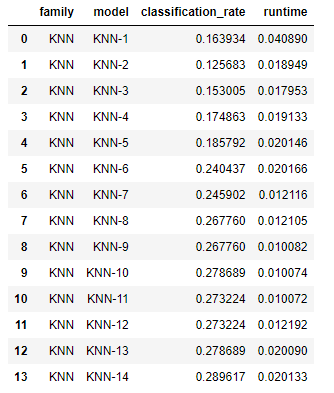 family model classification_rate runtime
0 KNN KNN-1 0.163934 0.040890
1 KNN KNN-2 0.125683 0.018949
2 KNN KNN-3 0.153005 0.017953
3 KNN KNN-4 0.174863 0.019133
4 KNN KNN-5 0.185792 0.020146
5 KNN KNN-6 0.240437 0.020166
6 KNN KNN-7 0.245902 0.012116
7 KNN KNN-8 0.267760 0.012105
8 KNN KNN-9 0.267760 0.010082
9 KNN KNN-10 0.278689 0.010074
10 KNN KNN-11 0.273224 0.010072
11 KNN KNN-12 0.273224 0.012192
12 KNN KNN-13 0.278689 0.020090
13 KNN KNN-14 0.289617 0.020133